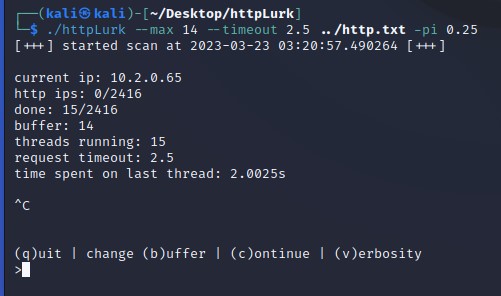 ┌──(kali㉿kali)-[~/Desktop/httpLurk]
└─$ ./httpLurk --max 14 --timeout 2.5 ../http.txt -pi 0.25
[+++] started scan at 2023-03-23 03:20:57.490264 [+++]
current ip: 10.2.0.65
http ips: 0/2416
done: 15/2416
buffer: 14
threads running: 15
request timeout: 2.5
time spent on last thread: 2.0025s
^C
(q)uit | change (b)uffer | (c)ontinue | (v)erbosity
>